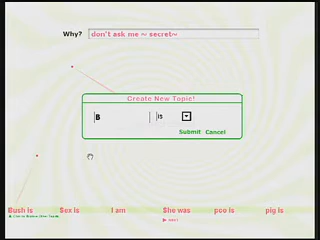 Why? don't ask me ~ secret~
Create New Topic!
B is
Submit Cancel
Bush is Sex is I am She was pco is pig is